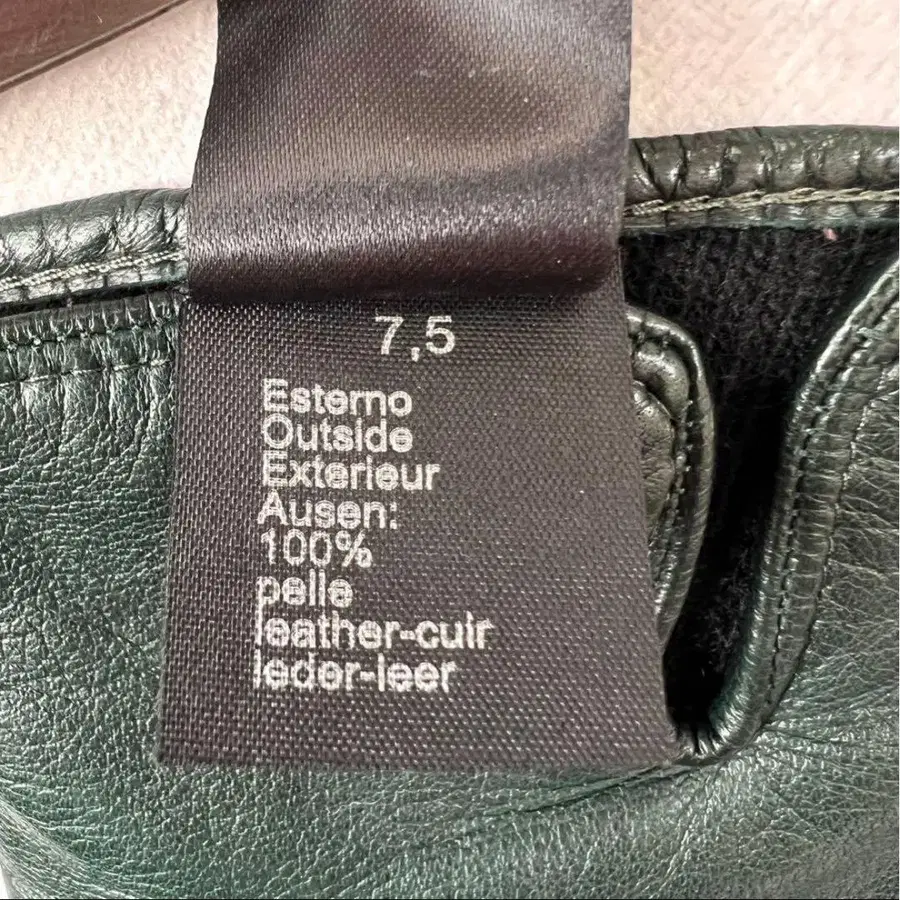 7,5
Esterno
Outside
Exterieur
Ausen:
100%
pelle
leather-cuir
leder-leer